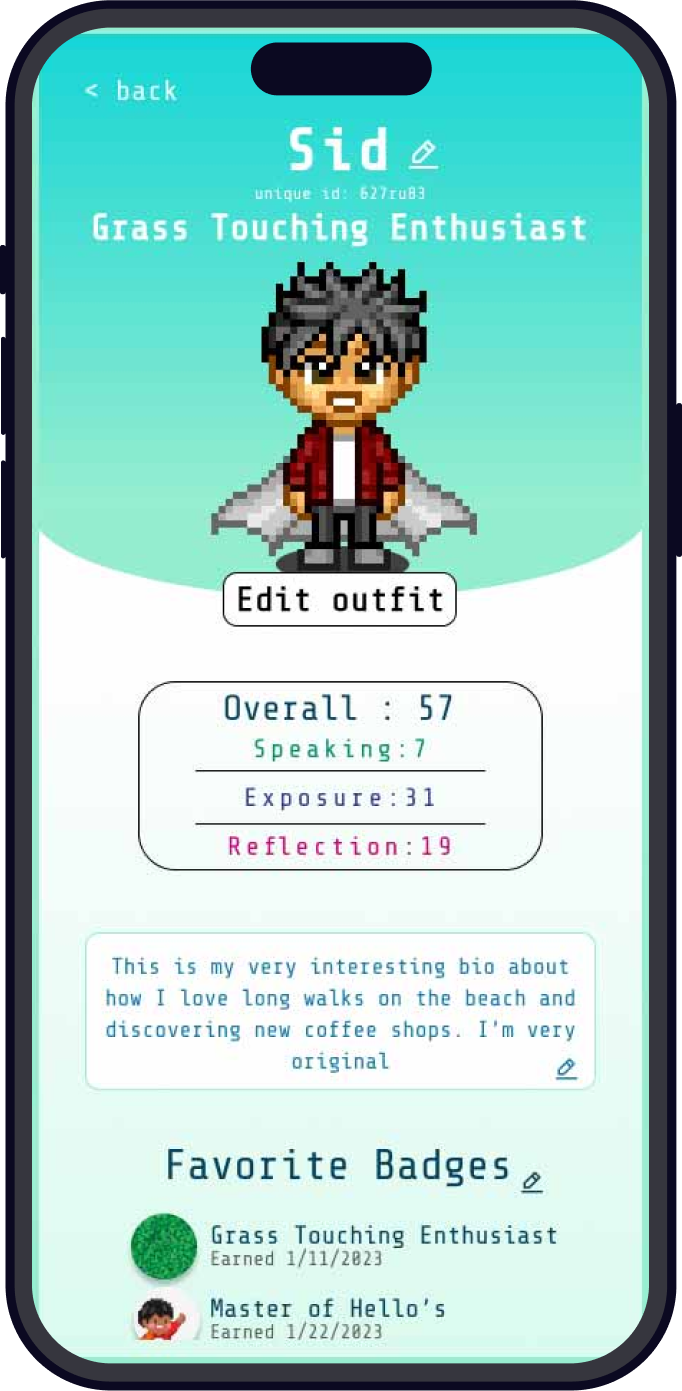 < back
Sid
unique id: 627ru83
Grass Touching Enthusiast
Edit outfit
Overall : 57
Speaking:7
Exposure:31
Reflection:19
This is my very interesting bio about
how I love long walks on the beach and
discovering new coffee shops. I'm very
original
Favorite Badges
Grass Touching Enthusiast
Earned 1/11/2023
Master of Hello's
Earned 1/22/2023